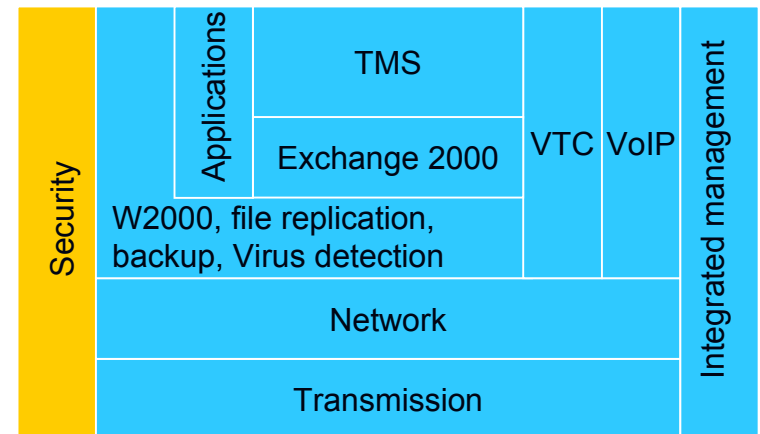 Security
Applications
TMS
Exchange 2000
W2000, file replication,
backup, Virus detection
VTC
VoIP
Integrated management
Network
Transmission